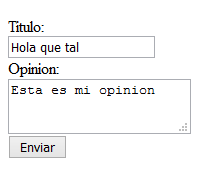 Titulo:
Hola que tal
Opinion:
Esta es mi opinion
Enviar